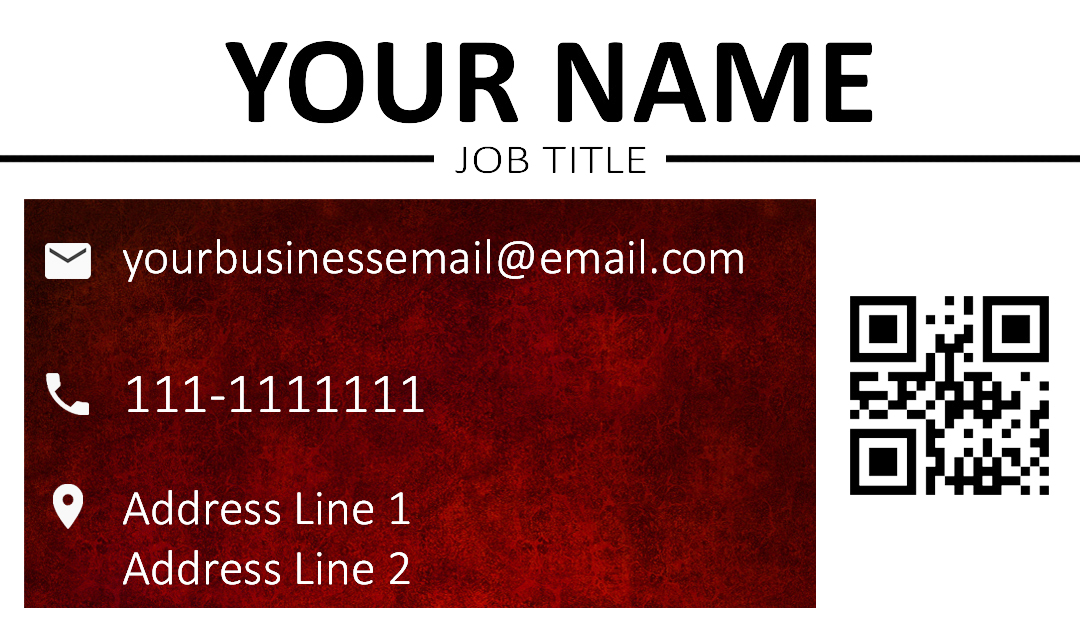 YOUR NAME
JOB TITLE
yourbusinessemail@email.com
111-1111111
Address Line 1
Address Line 2